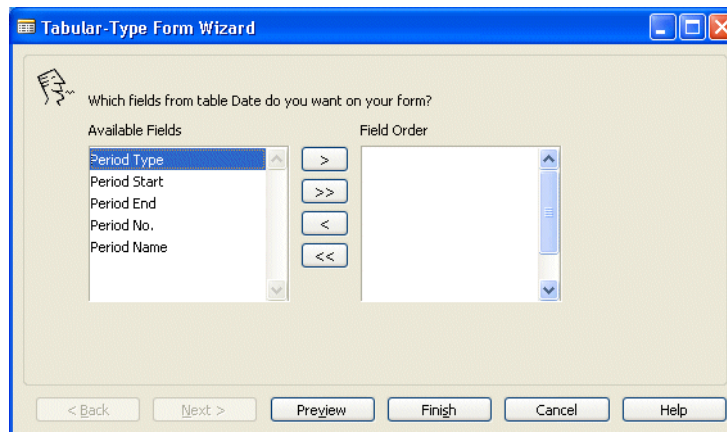 Tabular-Type Form Wizard
Which fields from table Date do you want on your form?
Available Fields
Field Order
Period Type
Period Start
Period End
Period No.
Period Name
>
>>
<
<<
< Back
Next >
Preview
Finish
Cancel
Help